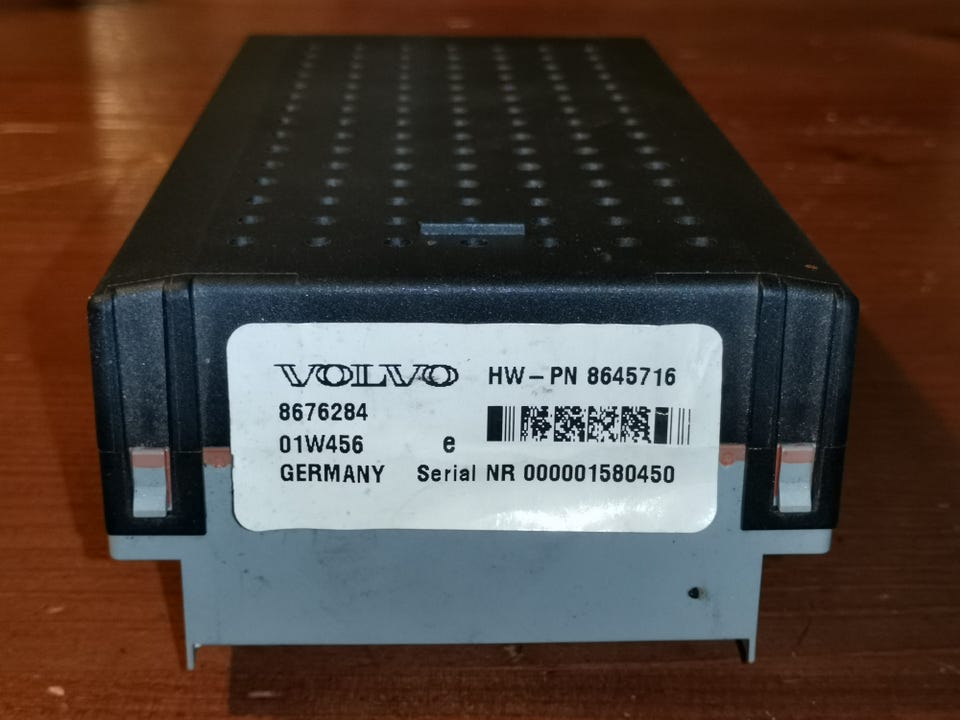 VOLVO HW-PN 8645716
8676284
01W456 e
GERMANY Serial NR 000001580450